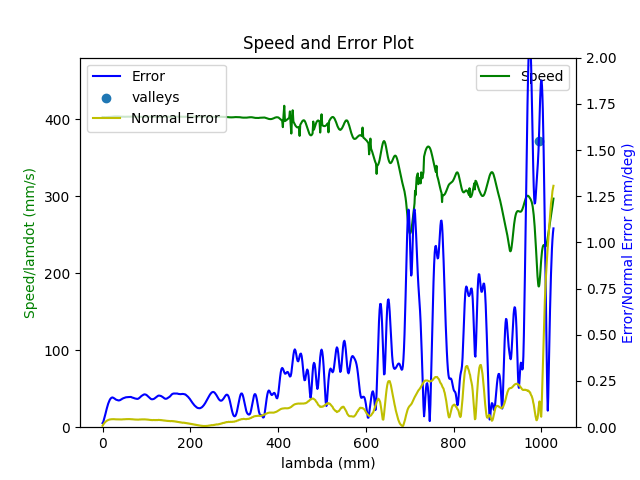 Speed and Error Plot
Error
valleys
Normal Error
Speed
Speed/lamdot (mm/s)
400
300
200
100
0
2.00
1.75
1.50
1.25
1.00
0.75
0.50
0.25
0.00
Error/Normal Error (mm/deg)
0 200 400 600 800 1000
lambda (mm)